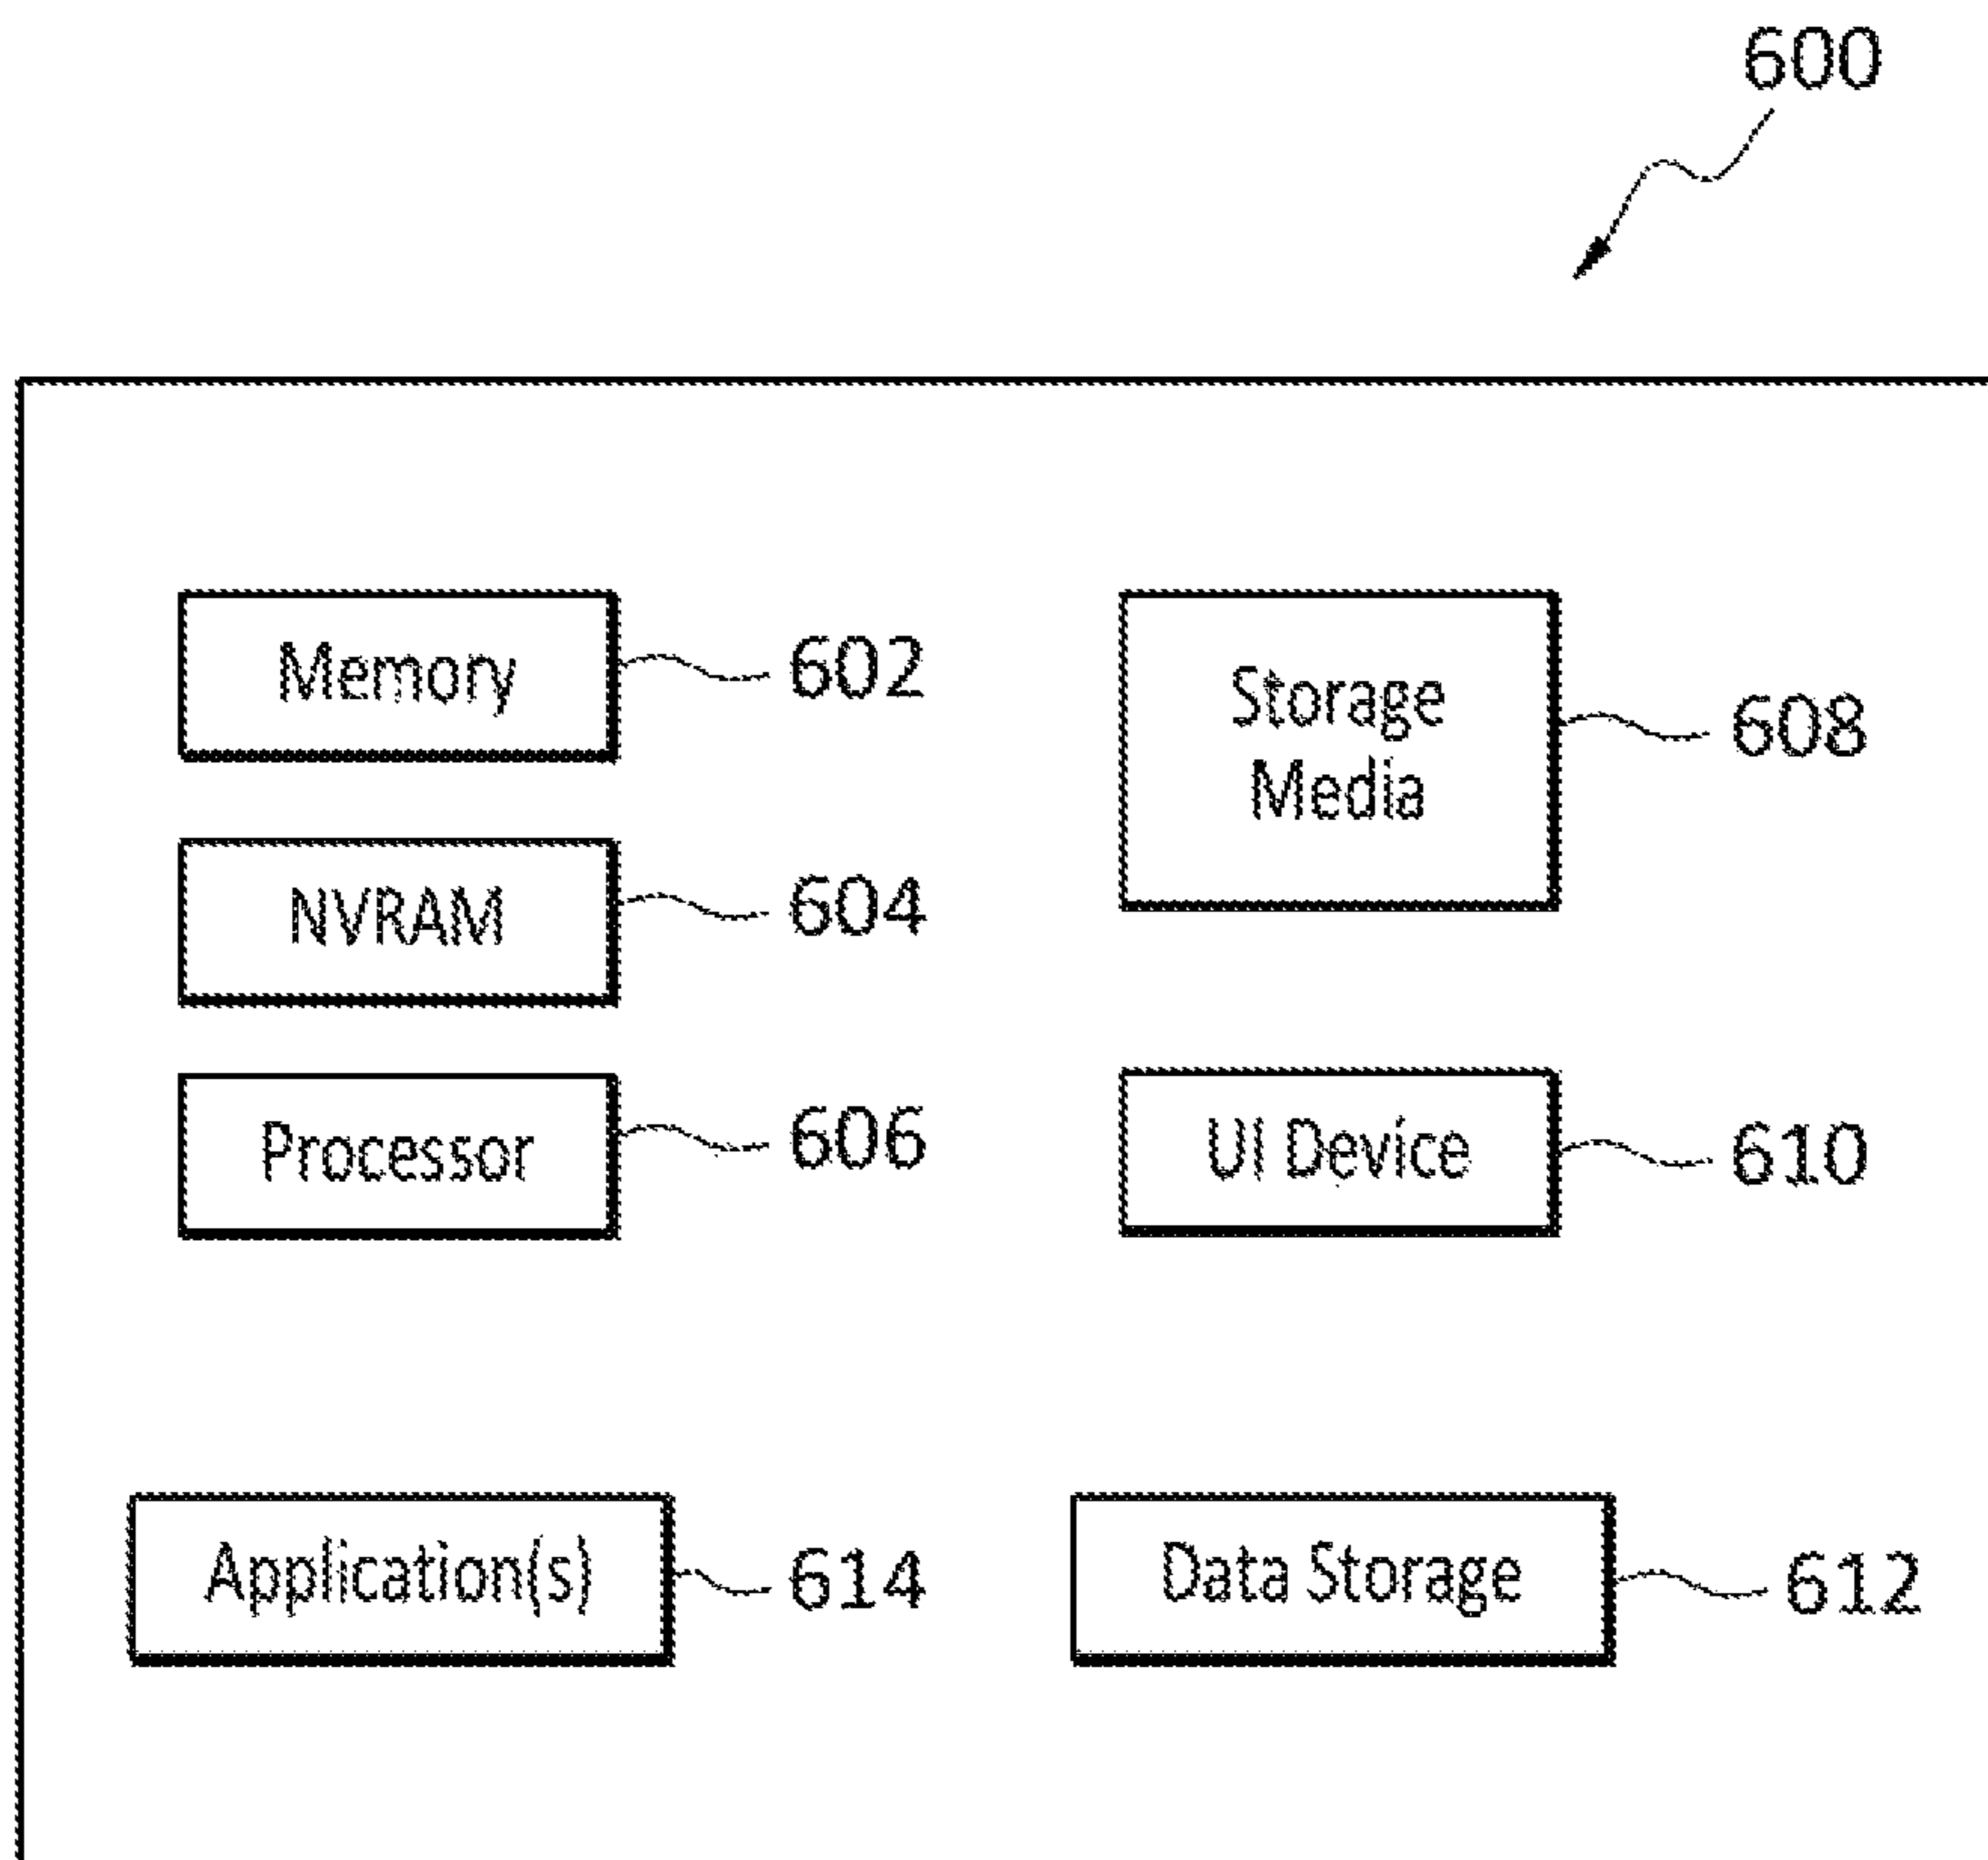 600
Memory
602
Storage
Media
608
NVRAM
604
Processor
606
UI Device
610
Application(s)
614
Data Storage
612